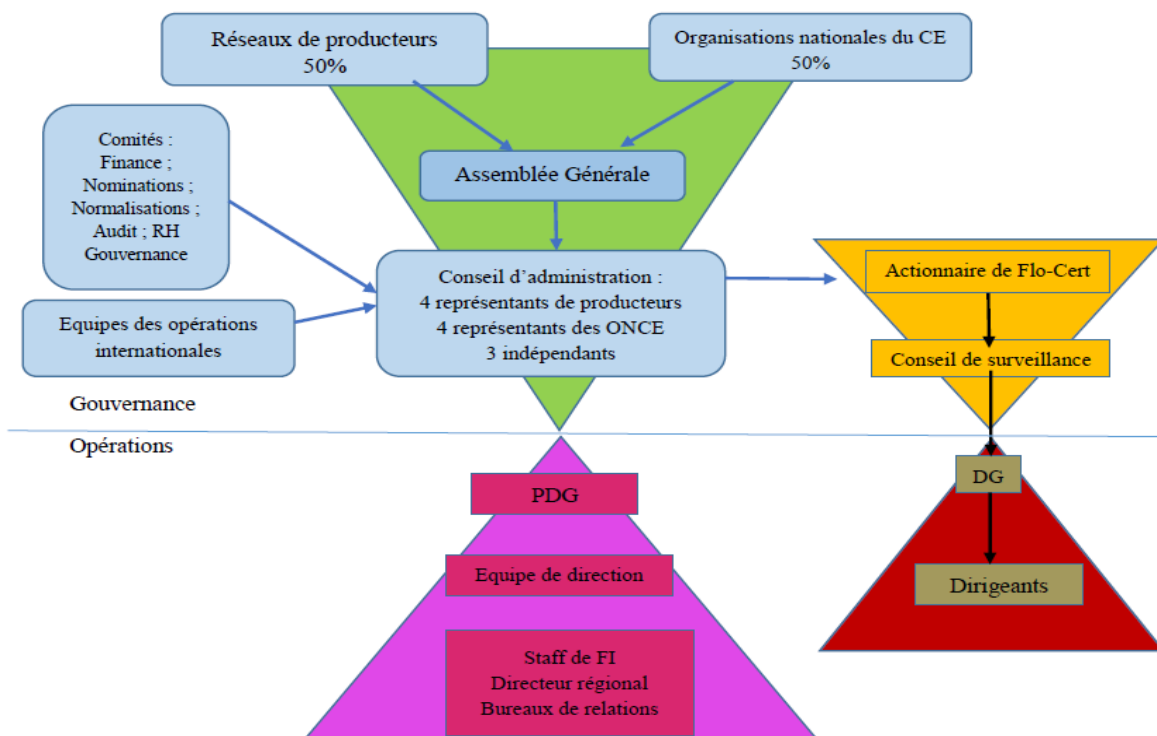 Réseaux de producteurs
50%
Organisations nationales du CE
50%
Comités :
Finance ;
Nominations ;
Normalisations ;
Audit ; RH
Gouvernance
Assemblée Générale
Conseil d’administration :
4 représentants de producteurs
4 représentants des ONCE
3 indépendants
Equipes des opérations
internationales
Actionnaire de Flo-Cert
Conseil de surveillance
Gouvernance
Opérations
PDG
Equipe de direction
Staff de FI
Directeur régional
Bureaux de relations
DG
Dirigeants